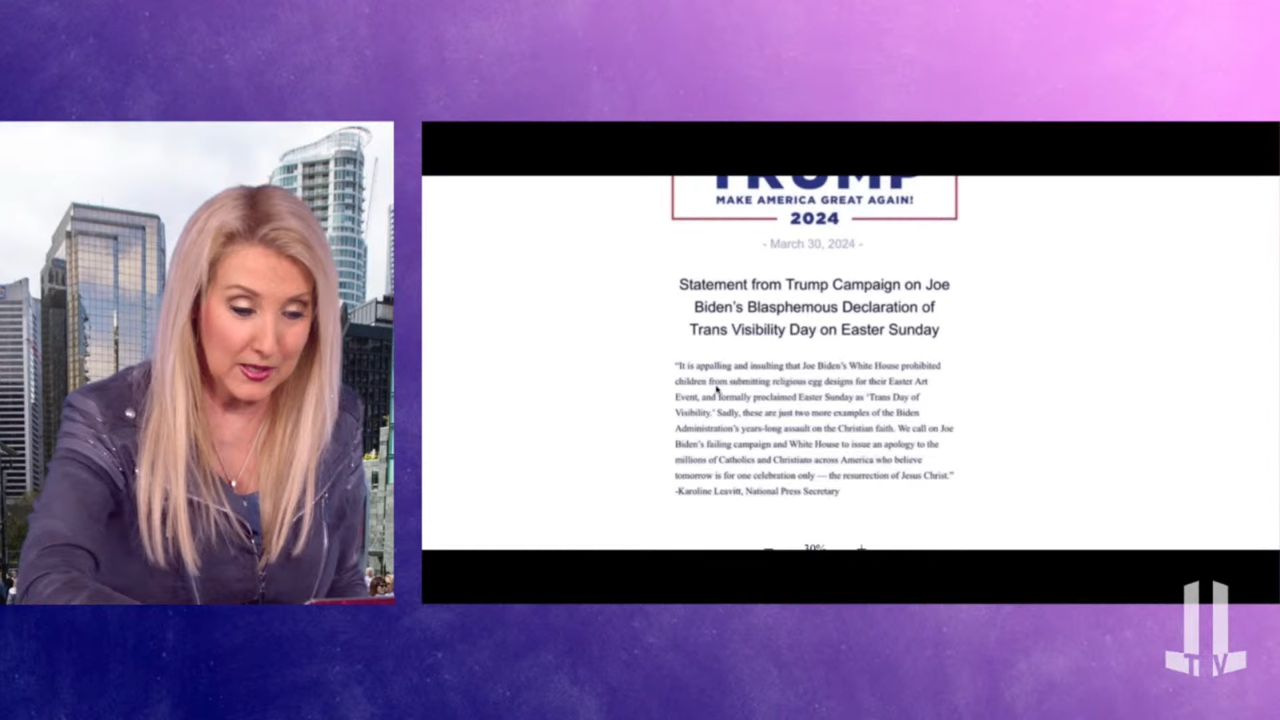 TRUMP
MAKE AMERICA GREAT AGAIN!
2024
- March 30, 2024 -
Statement from Trump Campaign on Joe
Biden's Blasphemous Declaration of
Trans Visibility Day on Easter Sunday
“It is appalling and insulting that Joe Biden's White House prohibited
children from submitting religious egg designs for their Easter Art
Event, and formally proclaimed Easter Sunday as ‘Trans Day of
Visibility.’ Sadly, these are just two more examples of the Biden
Administration's years-long assault on the Christian faith. We call on Joe
Biden's failing campaign and White House to issue an apology to the
millions of Catholics and Christians across America who believe
tomorrow is for one celebration only — the resurrection of Jesus Christ.”
-Karoline Leavitt, National Press Secretary
TV